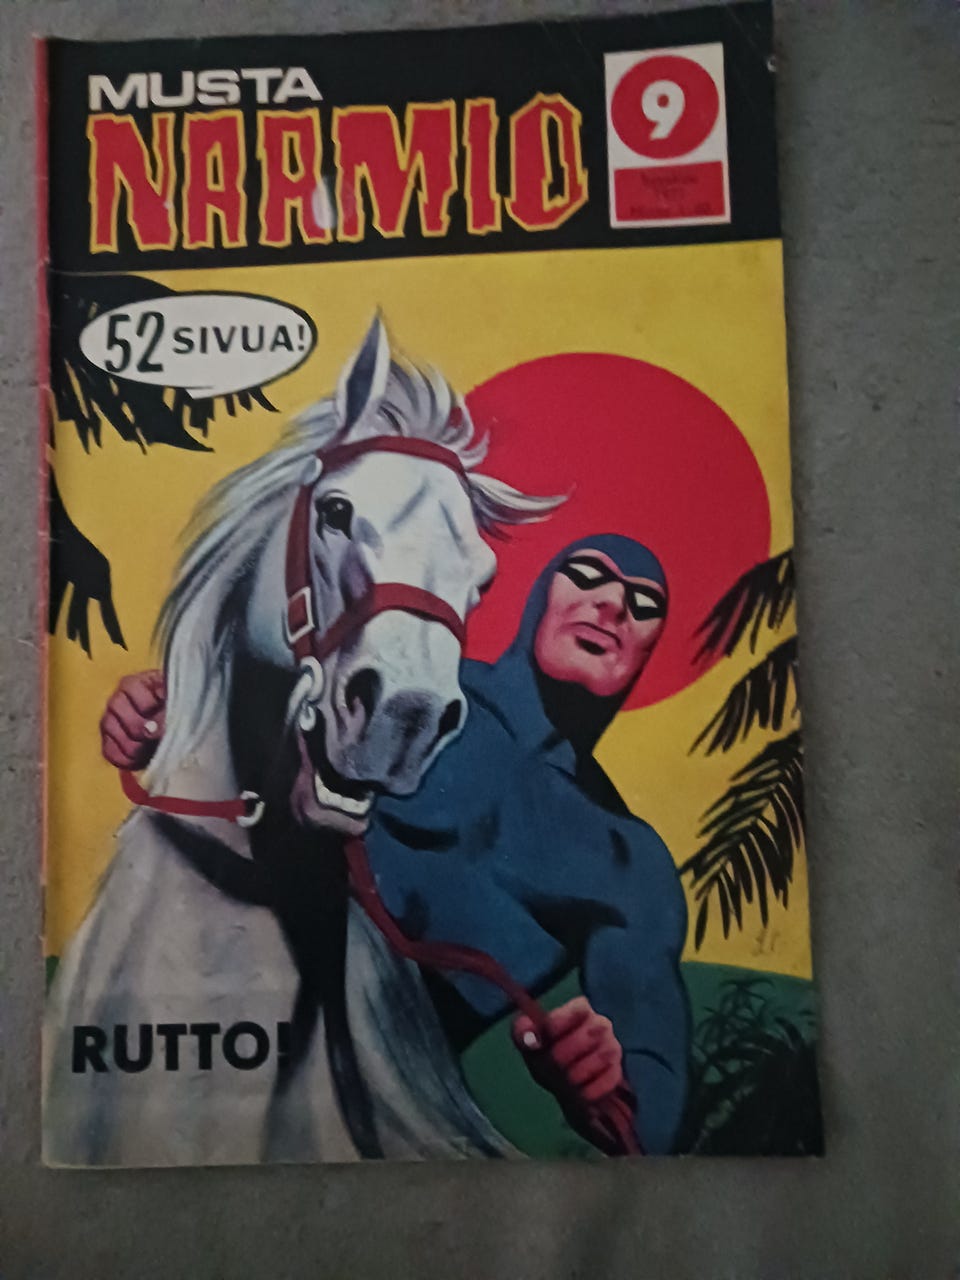 MUSTA
NAAMIO
9
52 SIVUA!
RUTTO!